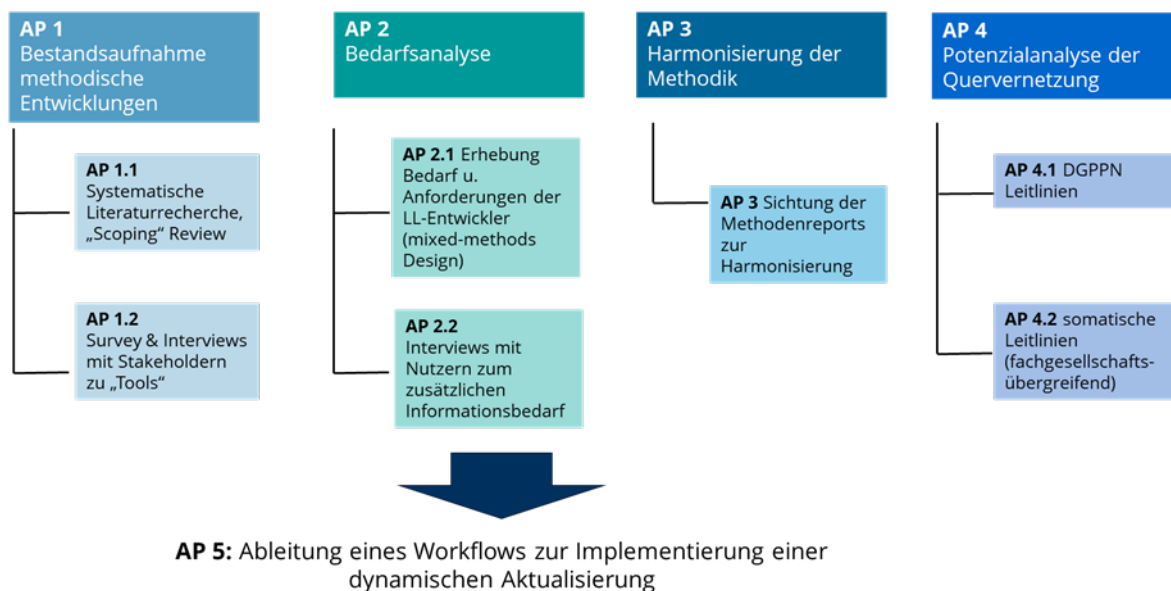 AP 1
Bestandsaufnahme
methodische
Entwicklungen
AP 1.1
Systematische
Literaturrecherche,
„Scoping“ Review
AP 1.2
Survey & Interviews
mit Stakeholdern
zu „Tools“
AP 2
Bedarfsanalyse
AP 2.1 Erhebung
Bedarf u.
Anforderungen der
LL-Entwickler
(mixed-methods
Design)
AP 2.2
Interviews mit
Nutzern zum
zusätzlichen
Informationsbedarf
AP 3
Harmonisierung der
Methodik
AP 3 Sichtung der
Methodenreports
zur
Harmonisierung
AP 4
Potenzialanalyse der
Quervernetzung
AP 4.1 DGPPN
Leitlinien
AP 4.2 somatische
Leitlinien
(fachgesellschafts-
übergreifend)
AP 5: Ableitung eines Workflows zur Implementierung einer
dynamischen Aktualisierung